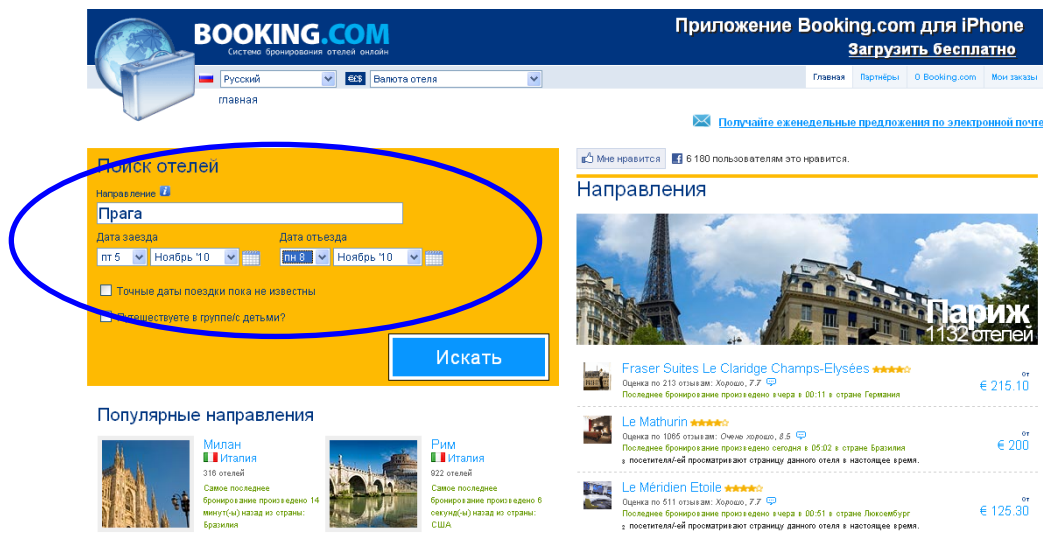 BOOKING.COM
Система бронирования отелей онлайн
Приложение Booking.com для iPhone
Загрузить бесплатно
Русский
€£$ Валюта отеля
Главная Партнёры О Booking.com Мои заказы
главная
Получайте еженедельные предложения по электронной почте
Поиск отелей
Направление
Прага
Дата заезда Дата отъезда
пт 5 Ноябрь '10 пн 8 Ноябрь '10
Точные даты поездки пока не известны
Путешествуете в группе/с детьми?
Искать
Популярные направления
Милан
Италия
316 отелей
Самое последнее
бронирование произведено 14
минут(-ы) назад из страны:
Бразилия
Рим
Италия
922 отелей
Самое последнее
бронирование произведено 6
секунд(-ы) назад из страны:
США
Мне нравится 6 180 пользователям это нравится.
Направления
Париж
1132 отелей
Fraser Suites Le Claridge Champs-Elysées
Оценка по 213 отзывам: Хорошо, 7.7
Последнее бронирование произведено вчера в 00:11 в стране Германия
от
€ 215.10
Le Mathurin
Оценка по 1065 отзывам: Очень хорошо, 8.5
Последнее бронирование произведено сегодня в 05:02 в стране Бразилия
3 посетителя/-ей просматривают страницу данного отеля в настоящее время.
от
€ 200
Le Méridien Etoile
Оценка по 511 отзывам: Хорошо, 7.7
Последнее бронирование произведено вчера в 00:51 в стране Люксембург
2 посетителя/-ей просматривают страницу данного отеля в настоящее время.
от
€ 125.30